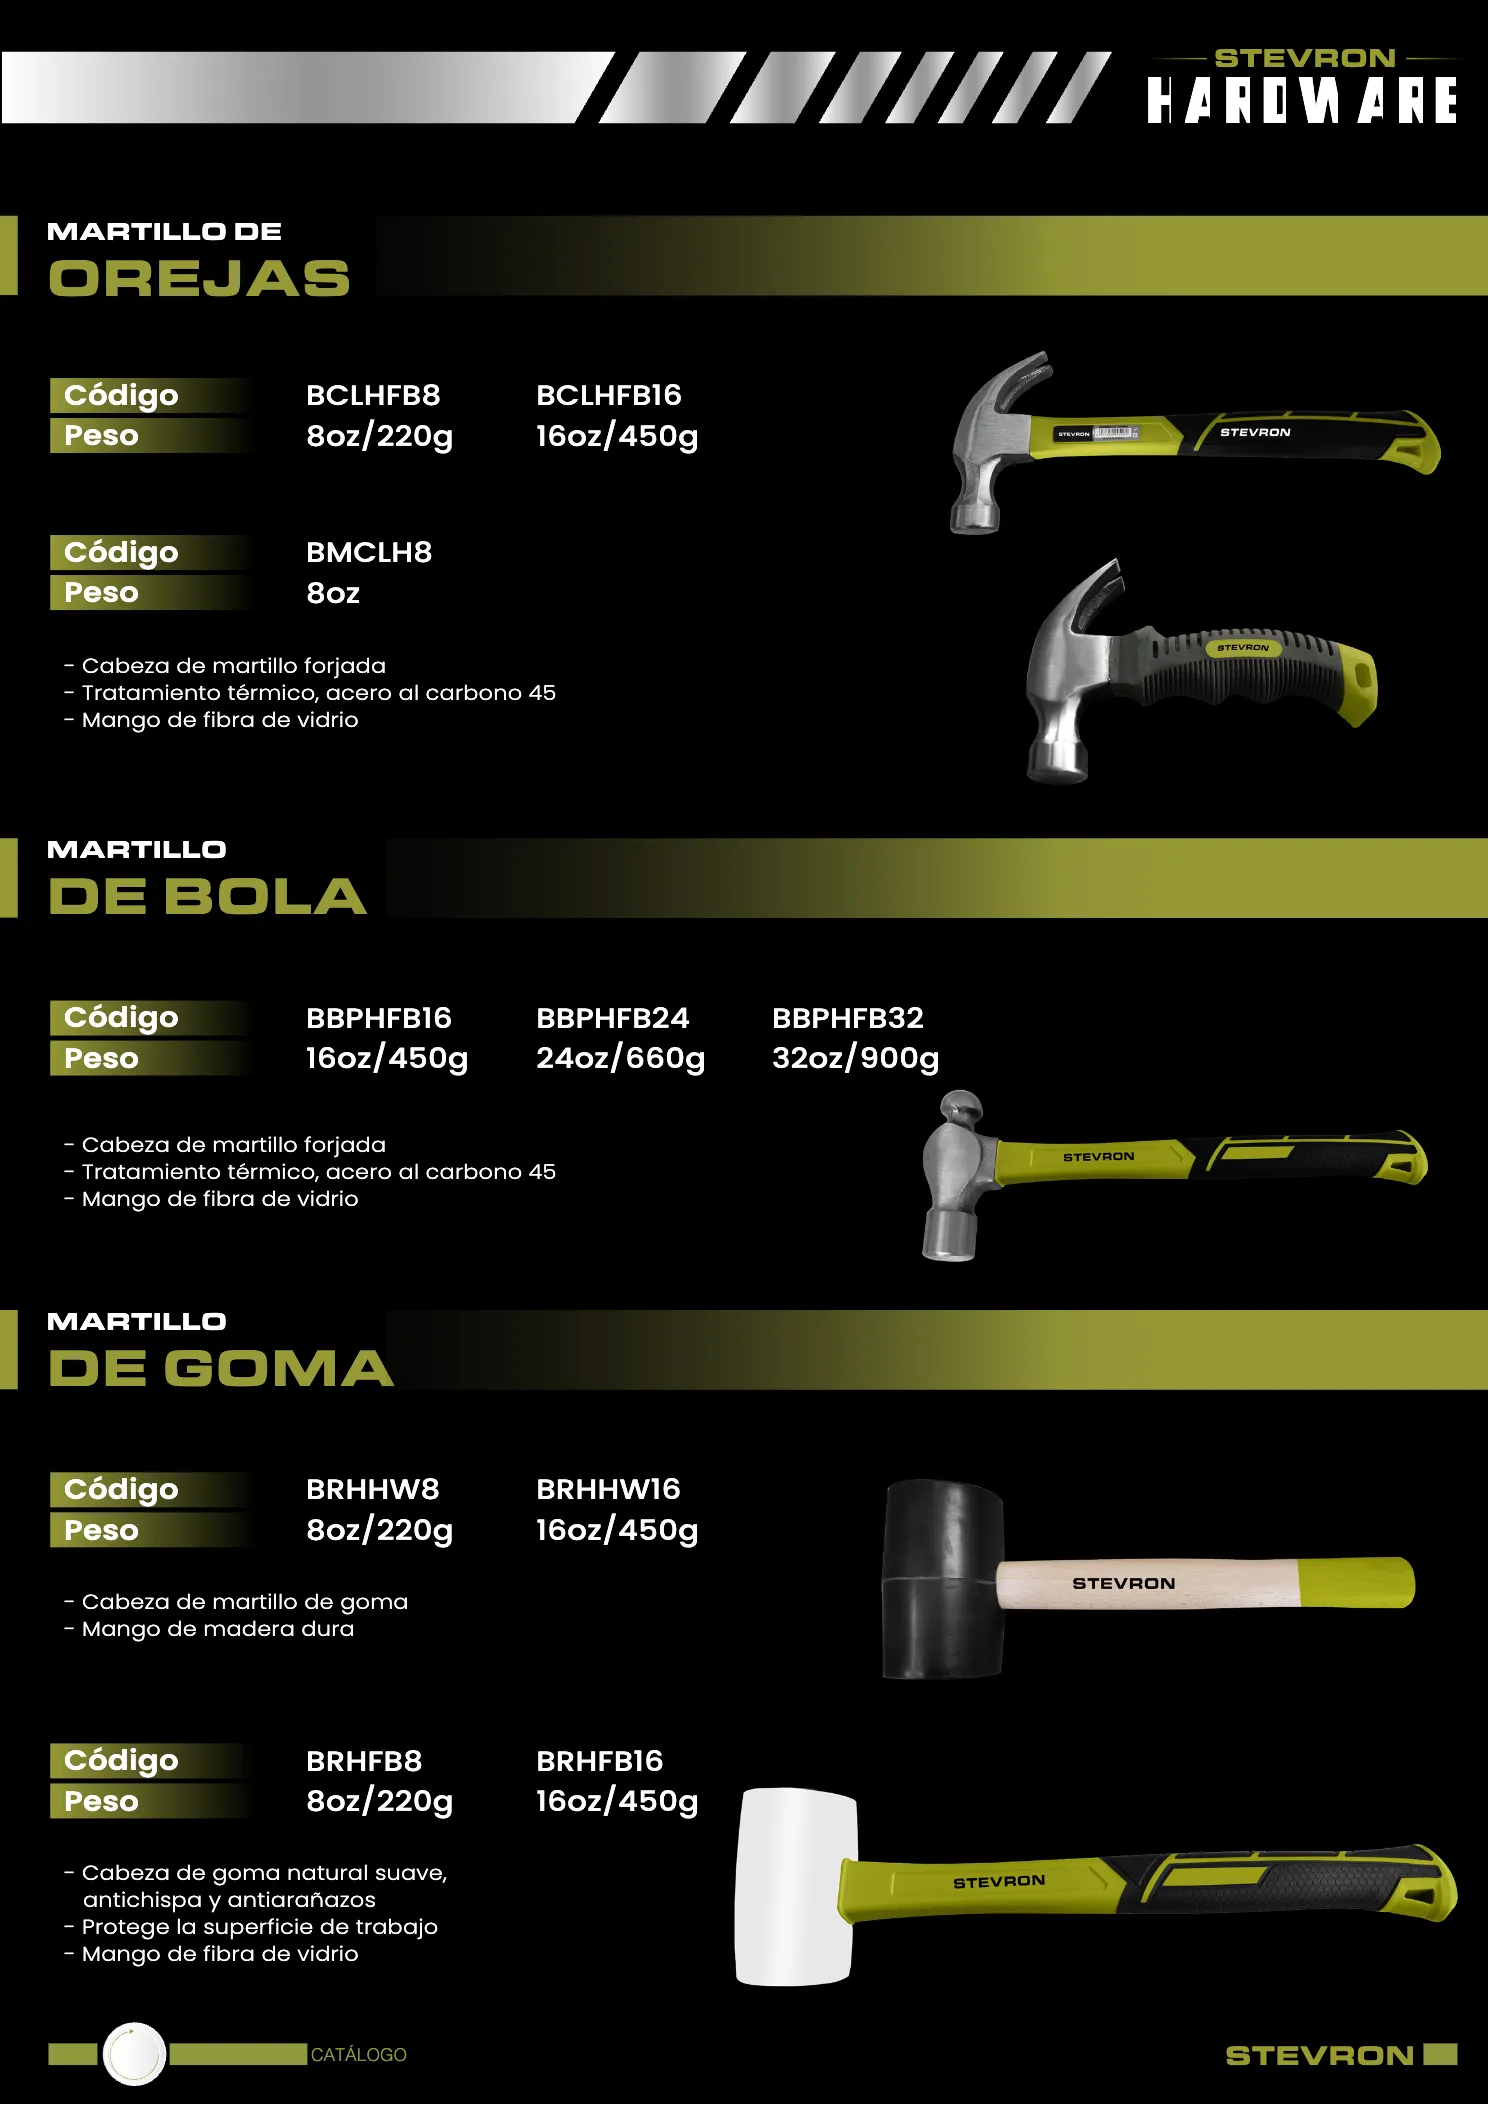 STEVRON
HARDWARE
MARTILLO DE
OREJAS
Código BCLHFB8 BCLHFB16
Peso 8oz/220g 16oz/450g
STEVRON STEVRON
Código BMCLH8
Peso 8oz
STEVRON
- Cabeza de martillo forjada
- Tratamiento térmico, acero al carbono 45
- Mango de fibra de vidrio
MARTILLO
DE BOLA
Código BBPHFB16 BBPHFB24 BBPHFB32
Peso 16oz/450g 24oz/660g 32oz/900g
- Cabeza de martillo forjada
- Tratamiento térmico, acero al carbono 45
- Mango de fibra de vidrio
STEVRON
MARTILLO
DE GOMA
Código BRHHW8 BRHHW16
Peso 8oz/220g 16oz/450g
- Cabeza de martillo de goma
- Mango de madera dura
STEVRON
Código BRHFB8 BRHFB16
Peso 8oz/220g 16oz/450g
- Cabeza de goma natural suave,
antichispa y antiarañazos
- Protege la superficie de trabajo
- Mango de fibra de vidrio
STEVRON
CATÁLOGO
STEVRON